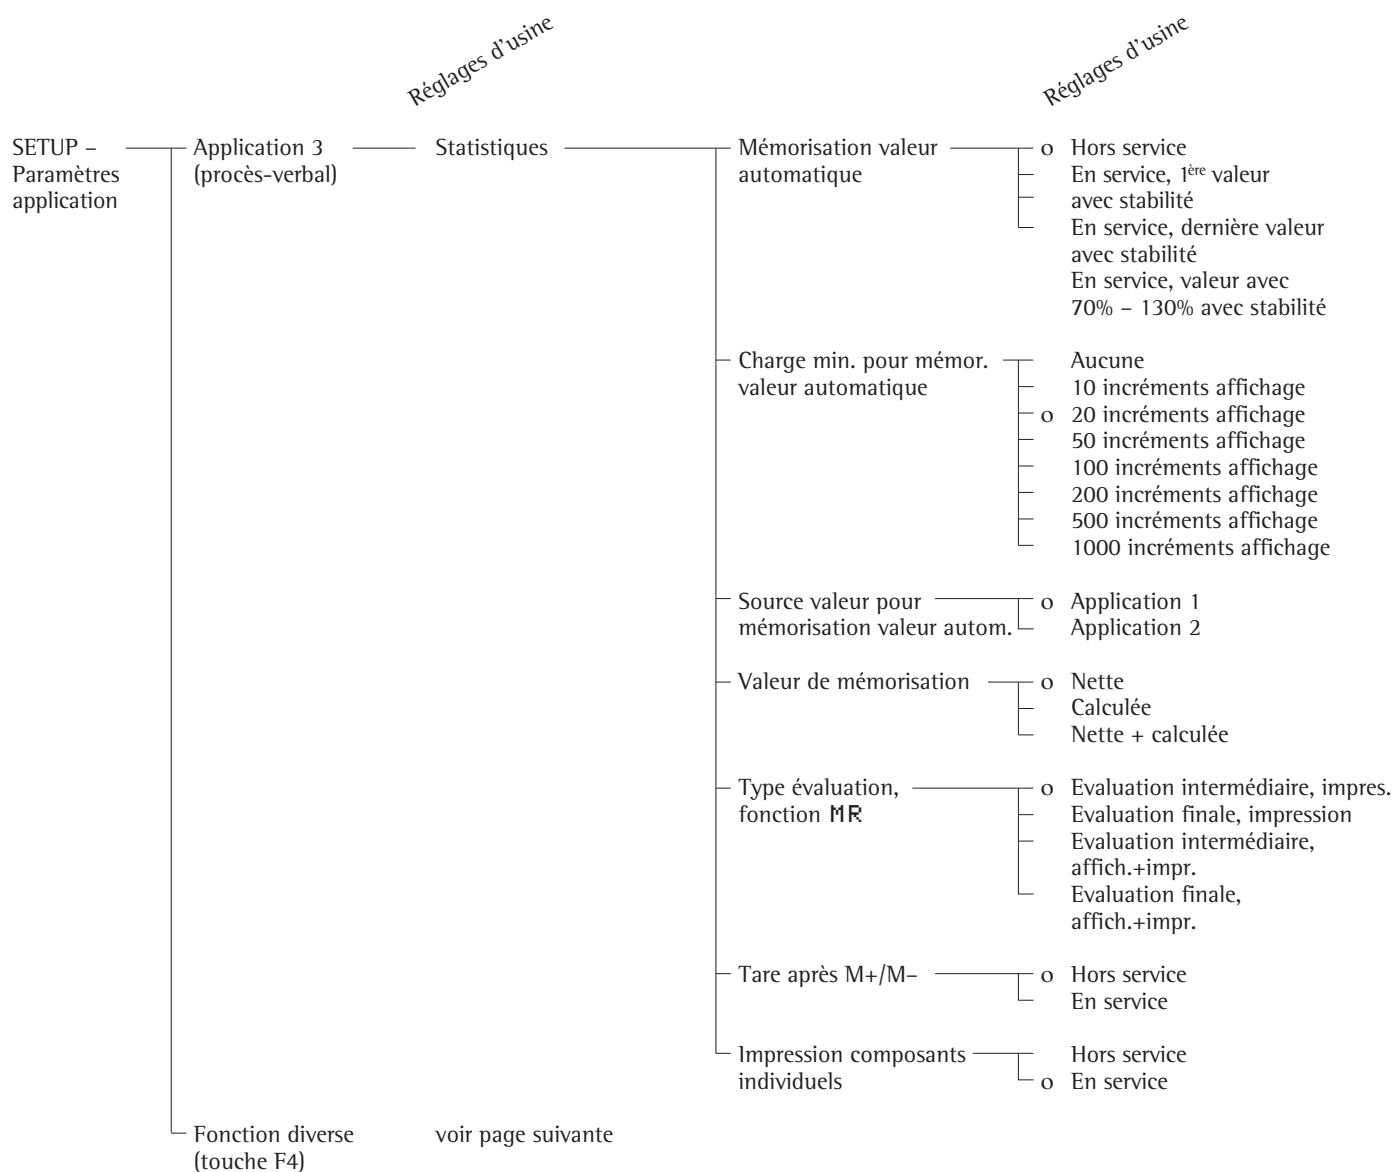 Réglages d'usine
Réglages d'usine
SETUP –
Paramètres
application
Application 3
(procès-verbal)
Statistiques
Mémorisation valeur
automatique
o Hors service
En service, 1ère valeur
avec stabilité
En service, dernière valeur
avec stabilité
En service, valeur avec
70% – 130% avec stabilité
Charge min. pour mémor.
valeur automatique
Aucune
10 incréments affichage
o 20 incréments affichage
50 incréments affichage
100 incréments affichage
200 incréments affichage
500 incréments affichage
1000 incréments affichage
Source valeur pour
mémorisation valeur autom.
o Application 1
Application 2
Valeur de mémorisation
o Nette
Calculée
Nette + calculée
Type évaluation,
fonction MR
o Evaluation intermédiaire, impres.
Evaluation finale, impression
Evaluation intermédiaire,
affich.+impr.
Evaluation finale,
affich.+impr.
Tare après M+/M–
o Hors service
En service
Impression composants
individuels
Hors service
o En service
Fonction diverse
(touche F4)
voir page suivante